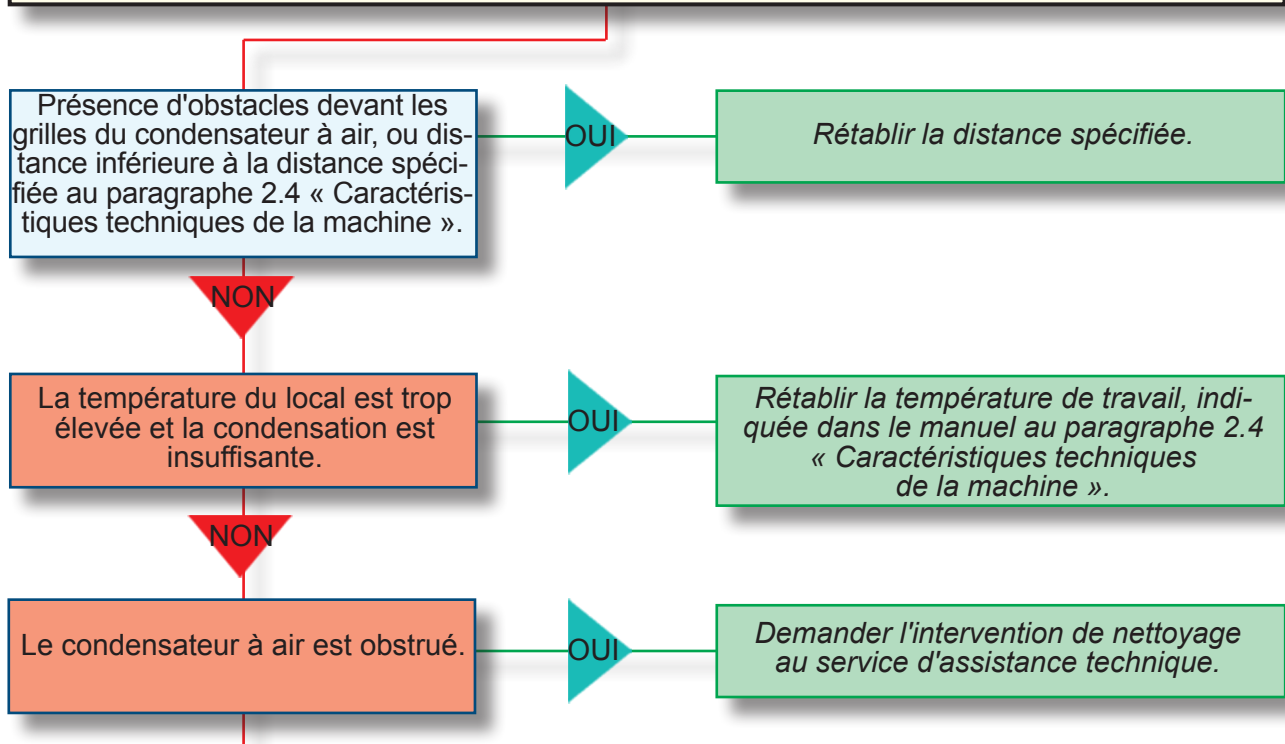 Présence d'obstacles devant les
grilles du condensateur à air, ou dis-
tance inférieure à la distance spéci-
fiée au paragraphe 2.4 « Caractéris-
tiques techniques de la machine ».
OUI
Rétablir la distance spécifiée.
NON
La température du local est trop
élevée et la condensation est
insuffisante.
OUI
Rétablir la température de travail, indi-
quée dans le manuel au paragraphe 2.4
« Caractéristiques techniques
de la machine ».
NON
Le condensateur à air est obstrué.
OUI
Demander l'intervention de nettoyage
au service d'assistance technique.